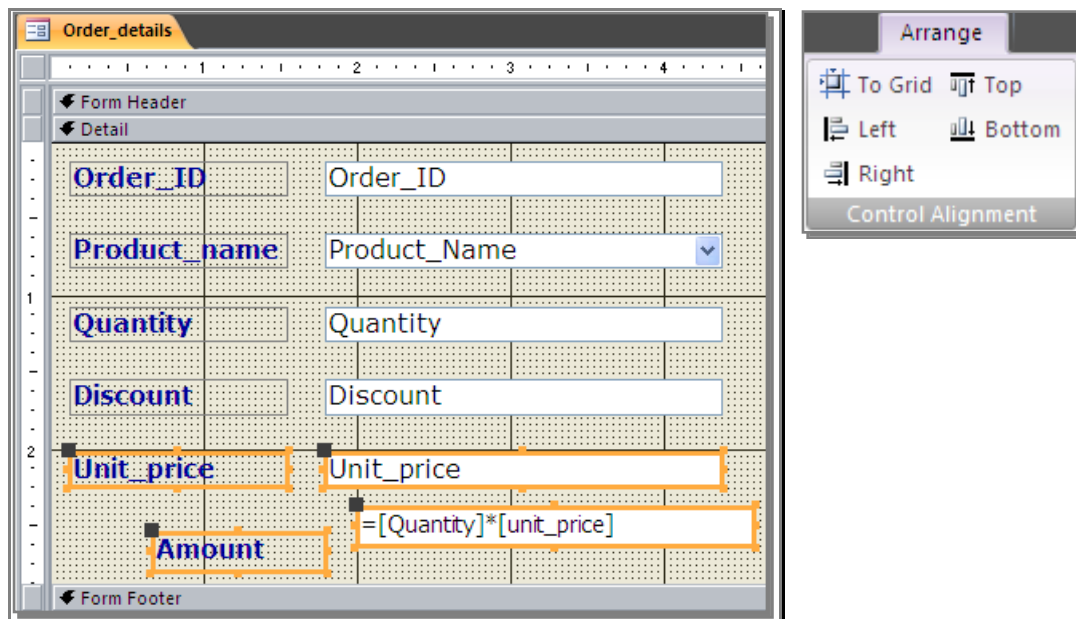 Order_details
1 2 3 4
Form Header
Detail
Order_ID Order_ID
Product_name Product_Name
1
Quantity Quantity
Discount Discount
2
Unit_price Unit_price
=[Quantity]*[unit_price]
Amount
Form Footer
Arrange
To Grid Top
Left Bottom
Right
Control Alignment